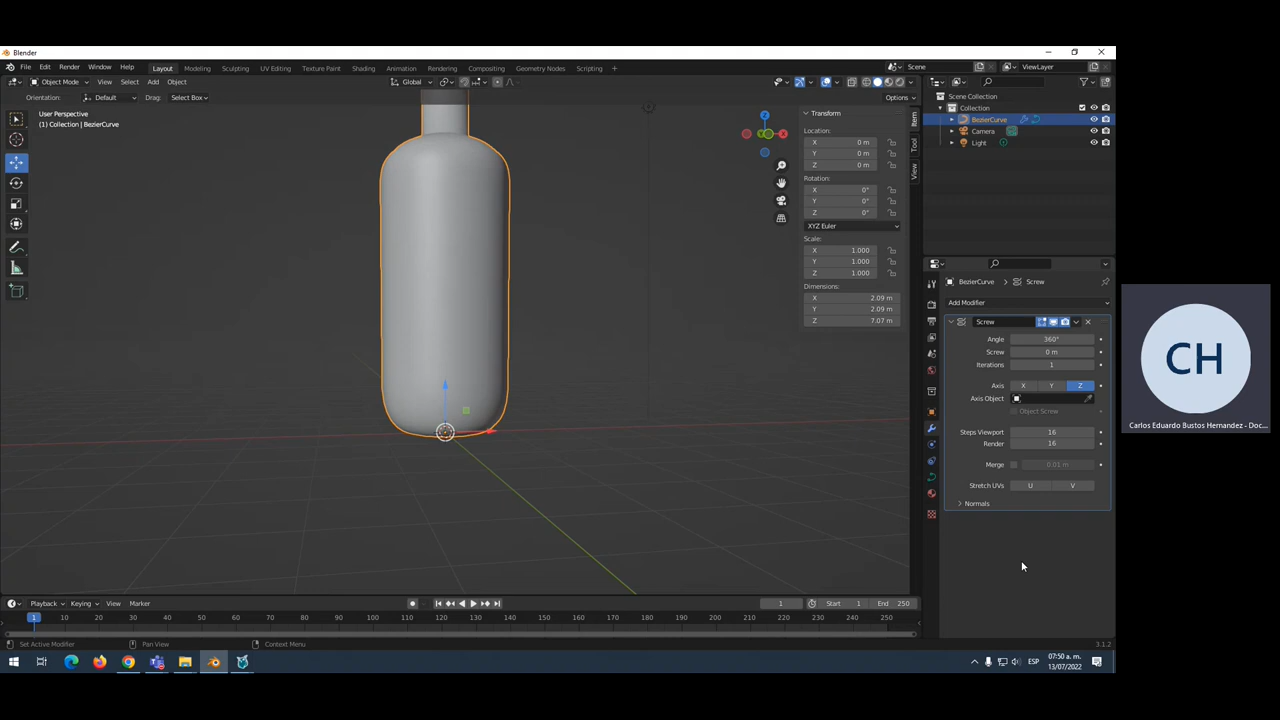 Blender
File Edit Render Window Help Layout Modeling Sculpting UV Editing Texture Paint Shading Animation Rendering Compositing Geometry Nodes Scripting + Scene ViewLayer
Object Mode View Select Add Object Global
Orientation: Default Drag: Select Box Options
User Perspective
(1) Collection | BezierCurve
Transform
Location:
X 0 m
Y 0 m
Z 0 m
Rotation:
X 0°
Y 0°
Z 0°
XYZ Euler
Scale:
X 1.000
Y 1.000
Z 1.000
Dimensions:
X 2.09 m
Y 2.09 m
Z 7.07 m
Item
Tool
View
X
Y
Z
Scene Collection
Collection
BezierCurve
Camera
Light
BezierCurve > Screw
Add Modifier
Screw
Angle 360°
Screw 0 m
Iterations 1
Axis X Y Z
Axis Object
Object Screw
Steps Viewport 16
Render 16
Merge 0.01 m
Stretch UVs U V
Normals
CH
Carlos Eduardo Bustos Hernandez - Doc...
Playback Keying View Marker 1 Start 1 End 250
1 10 20 30 40 50 60 70 80 90 100 110 120 130 140 150 160 170 180 190 200 210 220 230 240 250
Set Active Modifier Pan View Context Menu 3.1.2
ESP
07:50 a. m.
13/07/2022